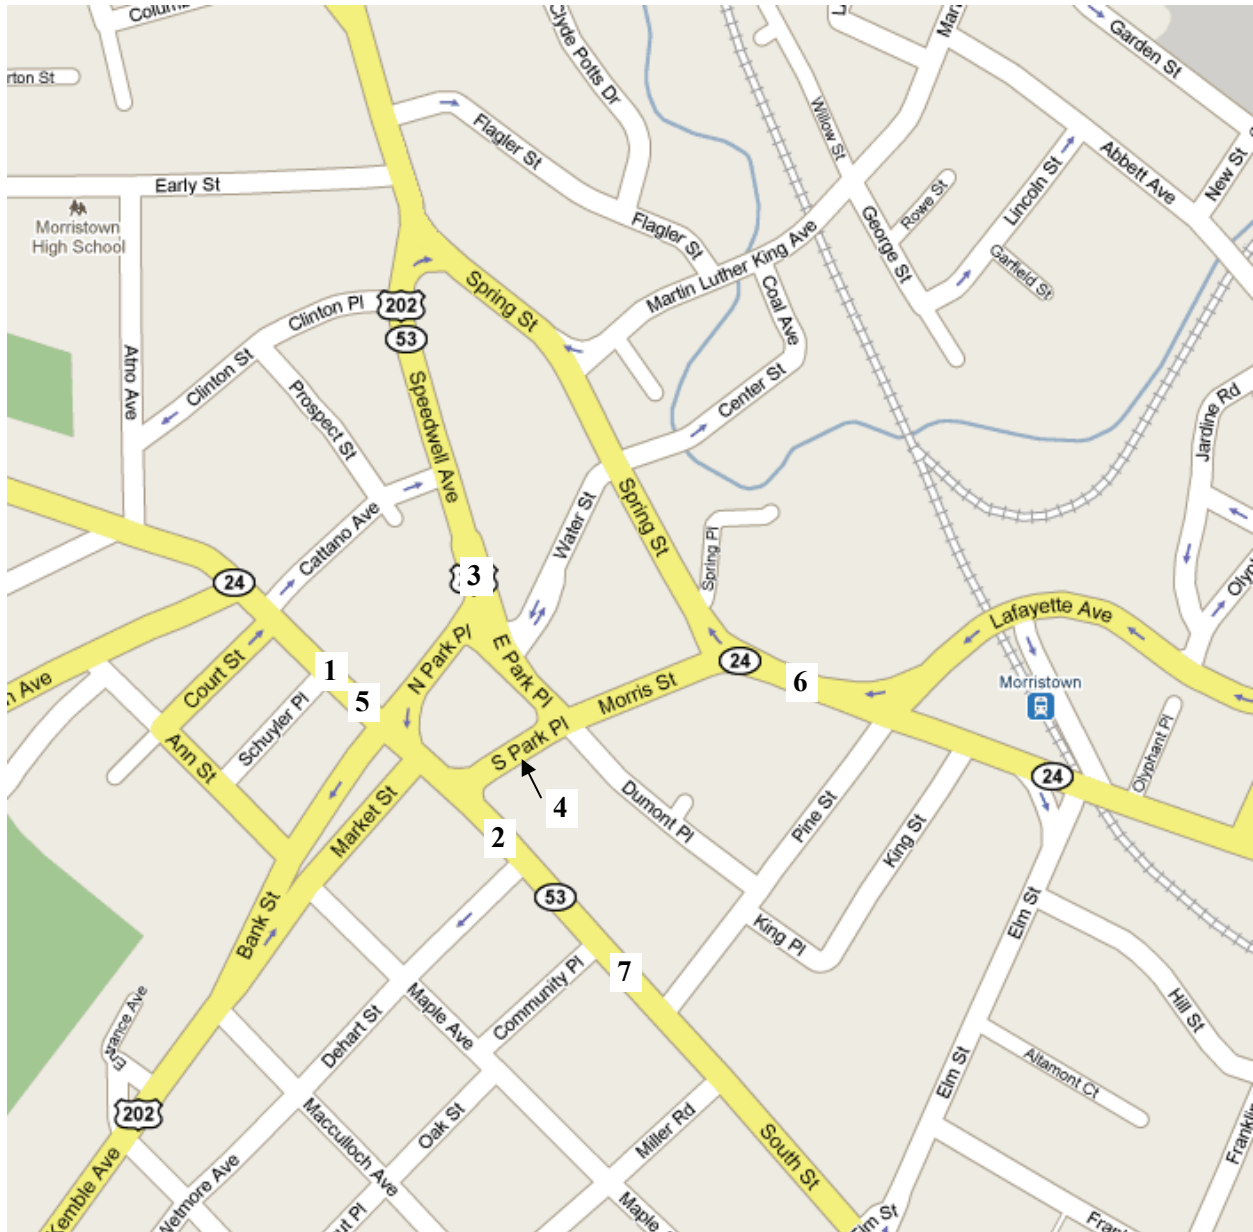 Clyde Potts Dr
Garden St
rton St
Willow St
Flagler St
Abbett Ave
New St
Early St
Rowe St
Lincoln St
Morristown
High School
Flagler St
George St
Martin Luther King Ave
Garfield St
Spring St
Coal Ave
Clinton Pl
202
53
Atno Ave
Clinton St
Center St
Jardine Rd
Prospect St
Speedwell Ave
Water St
Spring St
Cattano Ave
Spring Pl
24
3
Lafayette Ave
Court St
N Park Pl
E Park Pl
24
1
6
Morristown
n Ave
5
Morris St
Schuyler Pl
Olyphant Pl
Ann St
S Park Pl
24
4
Dumont Pl
Market St
Pine St
2
King St
53
Bank St
King Pl
Elm St
7
Community Pl
Maple Ave
Hill St
Entrance Ave
Dehart St
Altamont Ct
Elm St
202
Macculloch Ave
Oak St
Miller Rd
South St
Kemble Ave
Wetmore Ave
Maple
Elm St